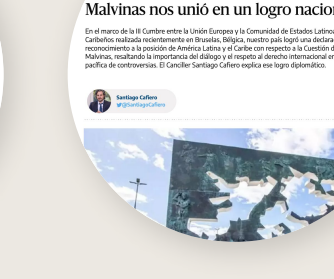 Malvinas nos unió en un logro nacion
En el marco de la III Cumbre entre la Unión Europea y la Comunidad de Estados Latinoa
Caribeños realizada recientemente en Bruselas, Bélgica, nuestro país logró una declara
reconocimiento a la posición de América Latina y el Caribe con respecto a la Cuestión d
Malvinas, resaltando la importancia del diálogo y el respeto al derecho internacional en
pacífica de controversias. El Canciller Santiago Cafiero explica ese logro diplomático.
Santiago Cafiero
@SantiagoCafiero